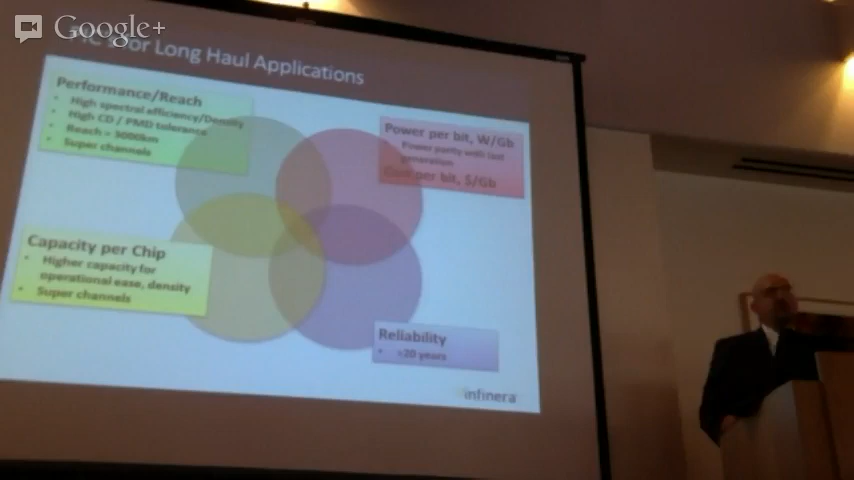 Google+
for Long Haul Applications
Performance/Reach
• High spectral efficiency/Density
• High CD / PMD tolerance
• Reach > 3000km
• Super channels
Power per bit, W/Gb
• Power parity with last
generation
Cost per bit, $/Gb
Capacity per Chip
• Higher capacity for
operational ease, density
• Super channels
Reliability
• >20 years
infinera